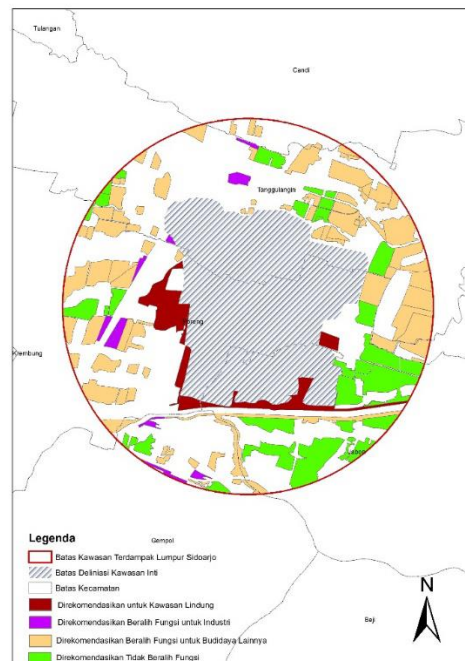 Tulangan
Candi
Tanggulangin
Porong
Krembung
Jabon
Gempol
Legenda
Batas Kawasan Terdampak Lumpur Sidoarjo
Batas Deliniasi Kawasan Inti
Batas Kecamatan
Direkomendasikan untuk Kawasan Lindung
Direkomendasikan Beralih Fungsi untuk Industri
Direkomendasikan Beralih Fungsi untuk Budidaya Lainnya
Direkomendasikan Tidak Beralih Fungsi
N
Beji